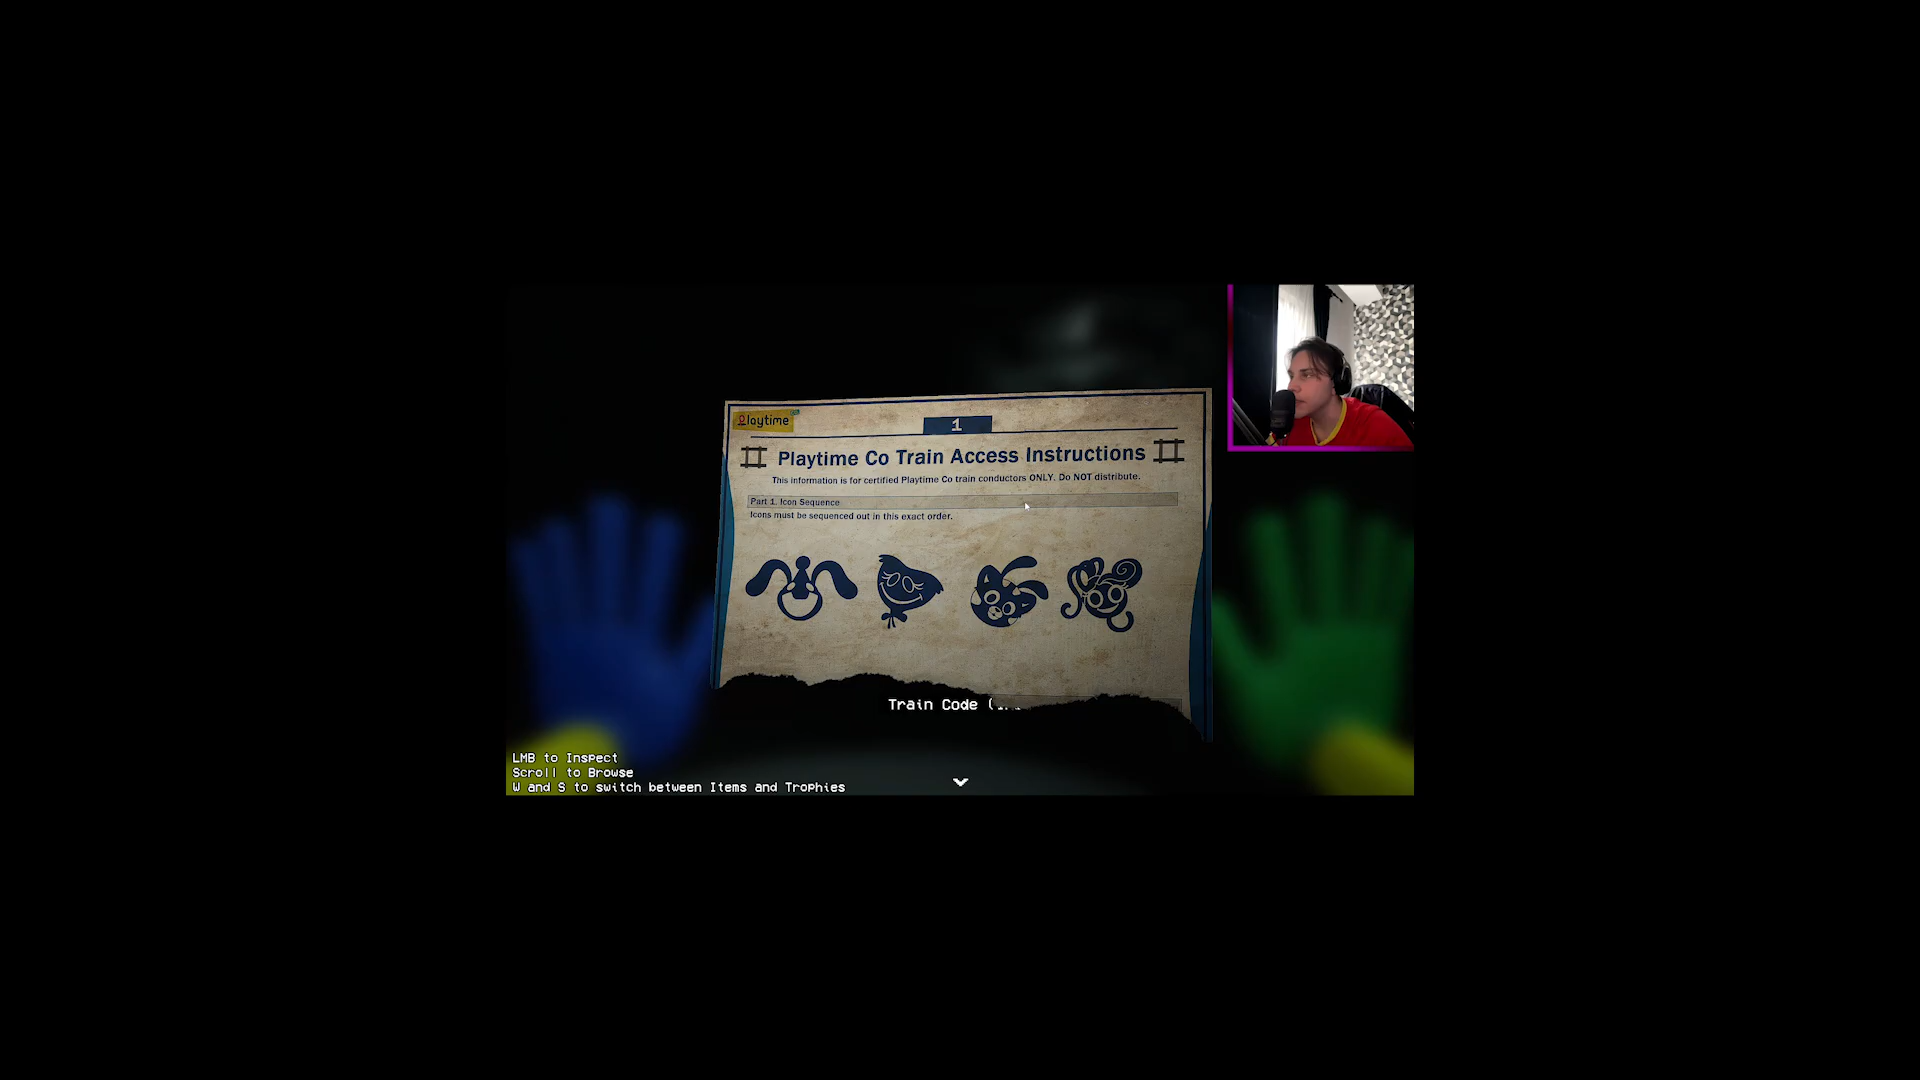 Playtime
1
Playtime Co Train Access Instructions
This information is for certified Playtime Co train conductors ONLY. Do NOT distribute.
Part 1. Icon Sequence
Icons must be sequenced out in this exact order.
Train Code (
LMB to Inspect
Scroll to Browse
W and S to switch between Items and Trophies